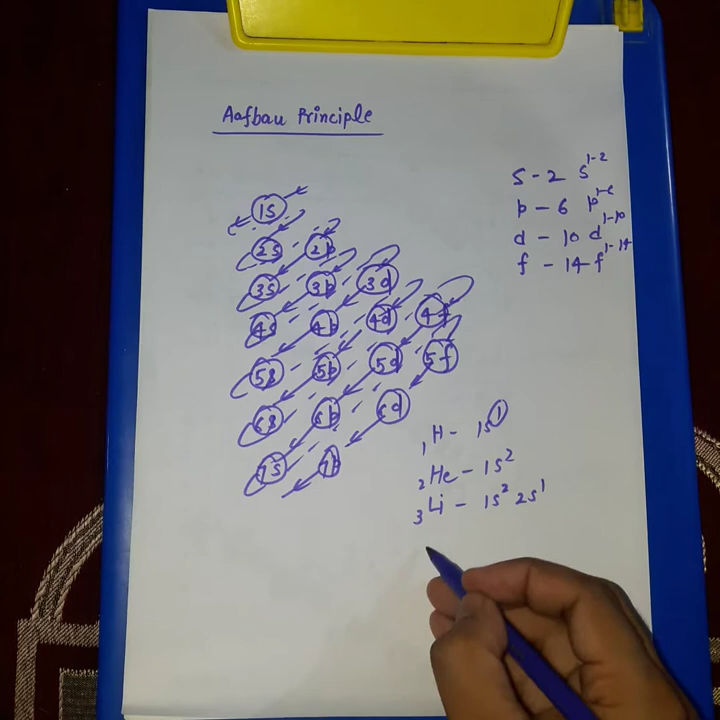 Aafbau Principle
s - 2 s¹⁻²
p - 6 p¹⁻⁶
d - 10 d¹⁻¹⁰
f - 14 f¹⁻¹⁴
1s
2s 2p
3s 3p 3d
4s 4p 4d 4f
5s 5p 5d 5f
6s 6p 6d
7s 7p
₁H - 1s¹
₂He - 1s²
₃Li - 1s² 2s¹